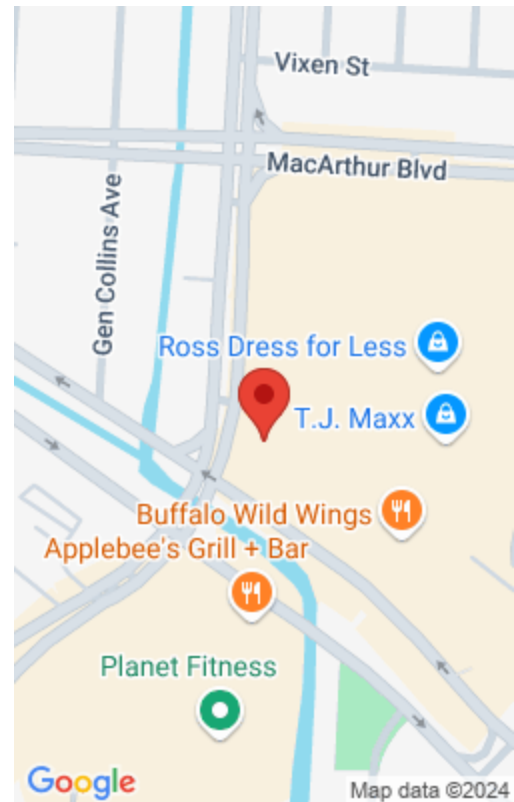 Vixen St
MacArthur Blvd
Gen Collins Ave
Ross Dress for Less
T.J. Maxx
Buffalo Wild Wings
Applebee's Grill + Bar
Planet Fitness
Google
Map data ©2024